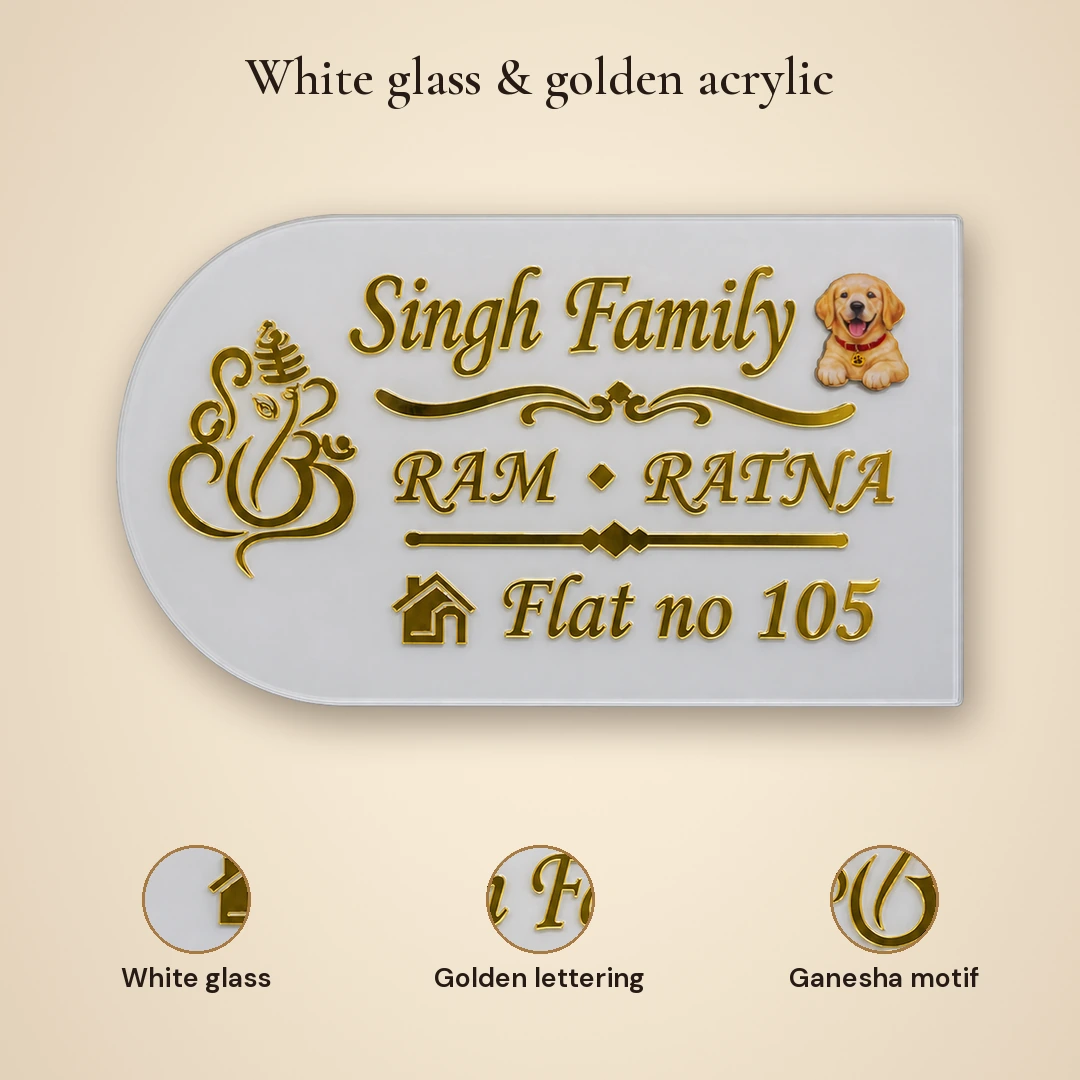 White glass & golden acrylic
Singh Family
RAM ◆ RATNA
Flat no 105
White glass
Golden lettering
Ganesha motif